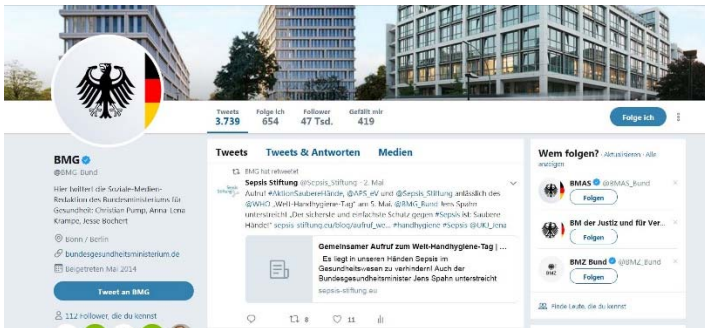 Tweets Folge ich Follower Gefällt mir
3.739 654 47 Tsd. 419
Folge ich
BMG
@BMG_Bund
Hier twittert die Soziale-Medien-
Redaktion des Bundesministeriums für
Gesundheit: Christian Pump, Anna-Lena
Krampe, Jesse Bochert
Bonn / Berlin
bundesgesundheitsministerium.de
Beigetreten Mai 2014
Tweet an BMG
112 Follower, die du kennst
Tweets Tweets & Antworten Medien
BMG hat retweetet
Sepsis Stiftung @Sepsis_Stiftung · 2. Mai
Aufruf #AktionSaubereHände, @APS_eV und @Sepsis_Stiftung anlässlich des
@WHO „Welt-Handhygiene-Tag" am 5. Mai. @BMG_Bund Jens Spahn
unterstreicht „Der sicherste und einfachste Schutz gegen #Sepsis ist: Saubere
Hände!" sepsis-stiftung.eu/blog/aufruf-we... #handhygiene #Sepsis @UKJ_Jena
Gemeinsamer Aufruf zum Welt-Handhygiene-Tag | ...
Es liegt in unseren Händen Sepsis im
Gesundheitswesen zu verhindern! Auch der
Bundesgesundheitsminister Jens Spahn unterstreicht
sepsis-stiftung.eu
8 11
Wem folgen? · Aktualisieren · Alle
anzeigen
BMAS @BMAS_Bund
Folgen
BM der Justiz und für Ver...
Folgen
BMZ Bund @BMZ_Bund
Folgen
Finde Leute, die du kennst